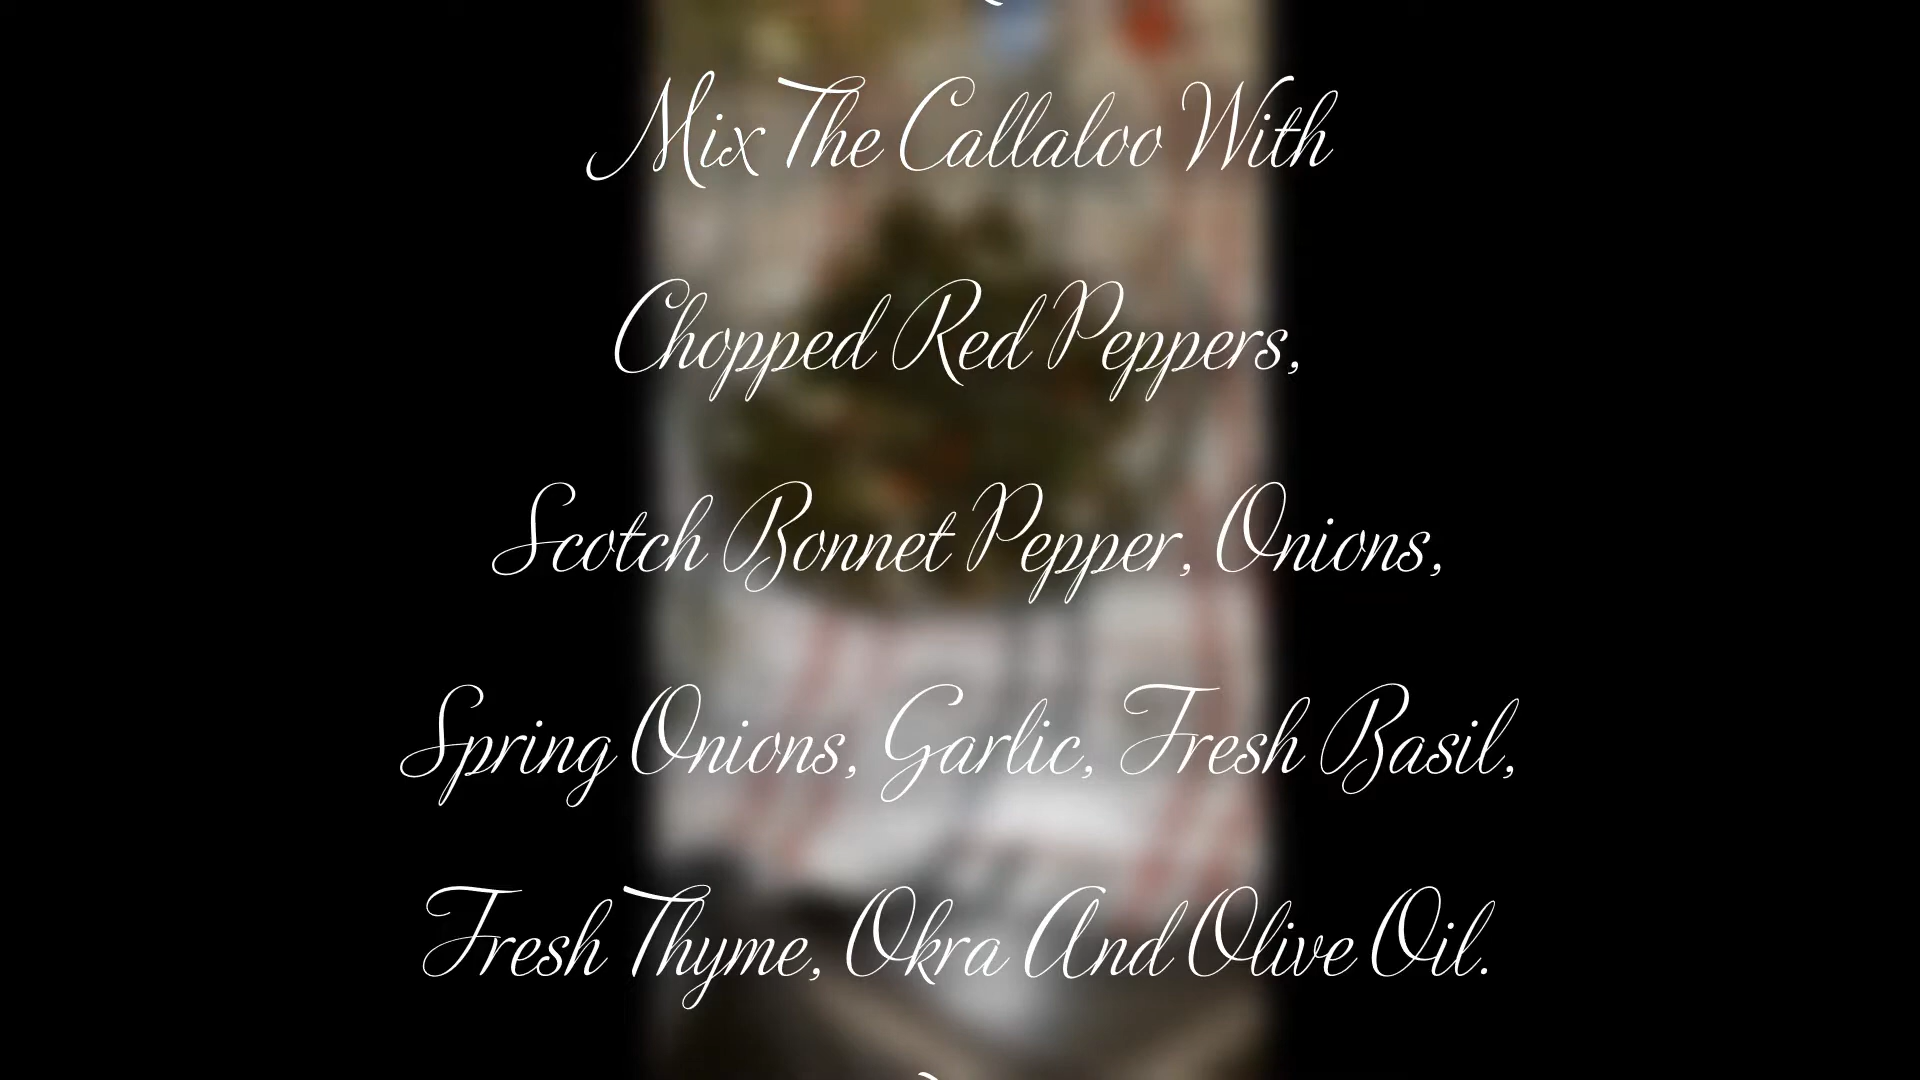 Mix The Callaloo With
Chopped Red Peppers,
Scotch Bonnet Pepper, Onions,
Spring Onions, Garlic, Fresh Basil,
Fresh Thyme, Okra And Olive Oil.